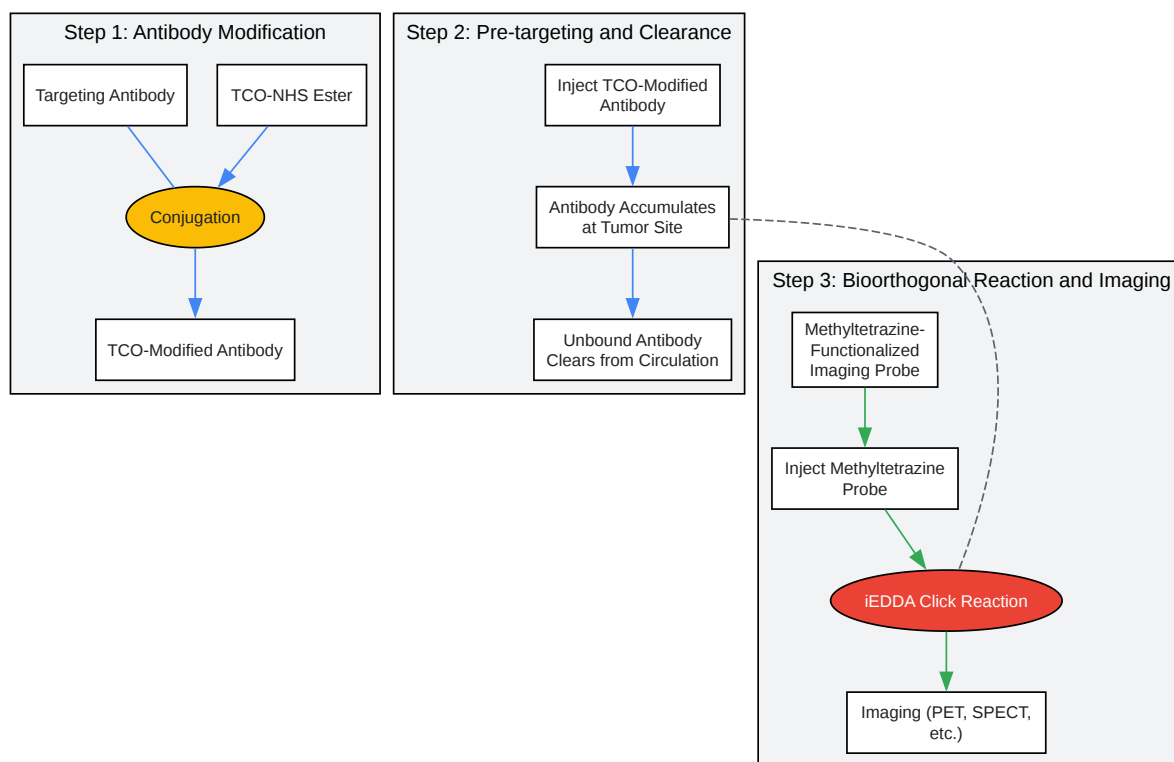 Step 1: Antibody Modification
Targeting Antibody
TCO-NHS Ester
Conjugation
TCO-Modified Antibody
Step 2: Pre-targeting and Clearance
Inject TCO-Modified
Antibody
Antibody Accumulates
at Tumor Site
Unbound Antibody
Clears from Circulation
Step 3: Bioorthogonal Reaction and Imaging
Methyltetrazine-
Functionalized
Imaging Probe
Inject Methyltetrazine
Probe
iEDDA Click Reaction
Imaging (PET, SPECT,
etc.)